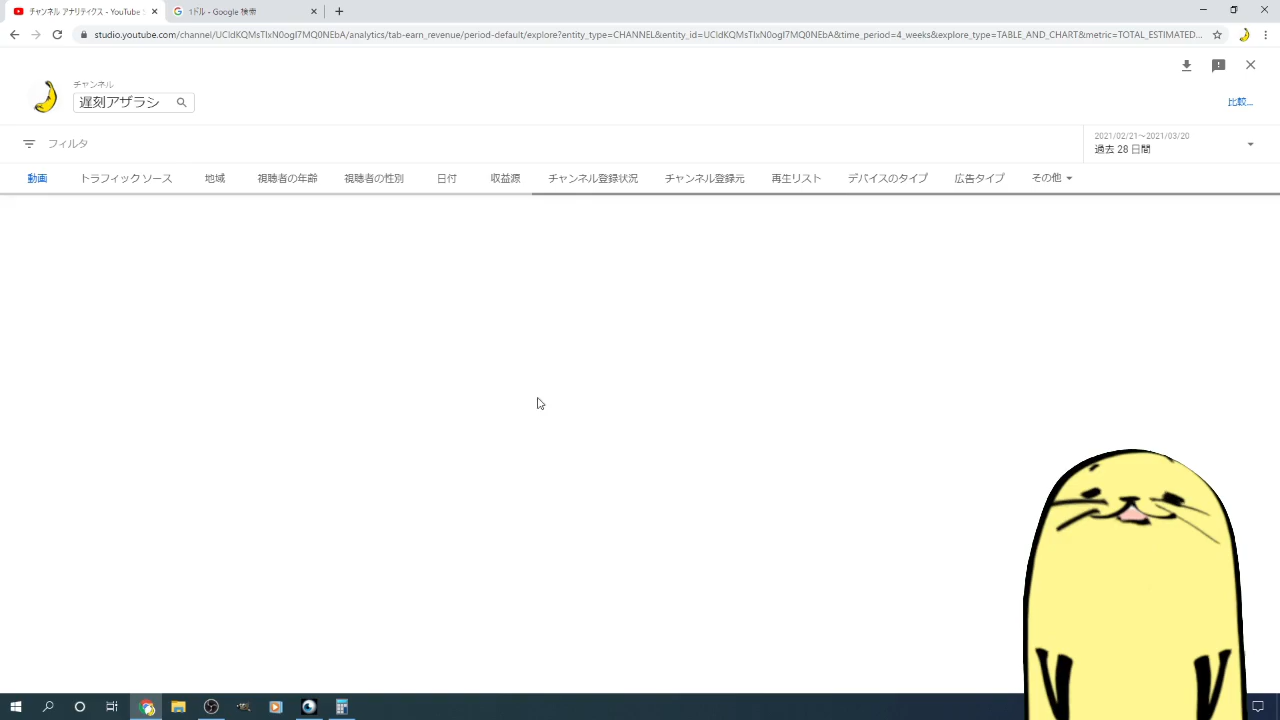 チャンネル アナリティクス - YouTube S
1ドル - Google 検索
studio.youtube.com/channel/UCIdKQMsTIxN0ogI7MQ0NEbA/analytics/tab-earn_revenue/period-default/explore?entity_type=CHANNEL&entity_id=UCIdKQMsTIxN0ogI7MQ0NEbA&time_period=4_weeks&explore_type=TABLE_AND_CHART&metric=TOTAL_ESTIMATED...
チャンネル
遅刻アザラシ
比較...
フィルタ
2021/02/21～2021/03/20
過去 28 日間
動画 トラフィック ソース 地域 視聴者の年齢 視聴者の性別 日付 収益源 チャンネル登録状況 チャンネル登録元 再生リスト デバイスのタイプ 広告タイプ その他